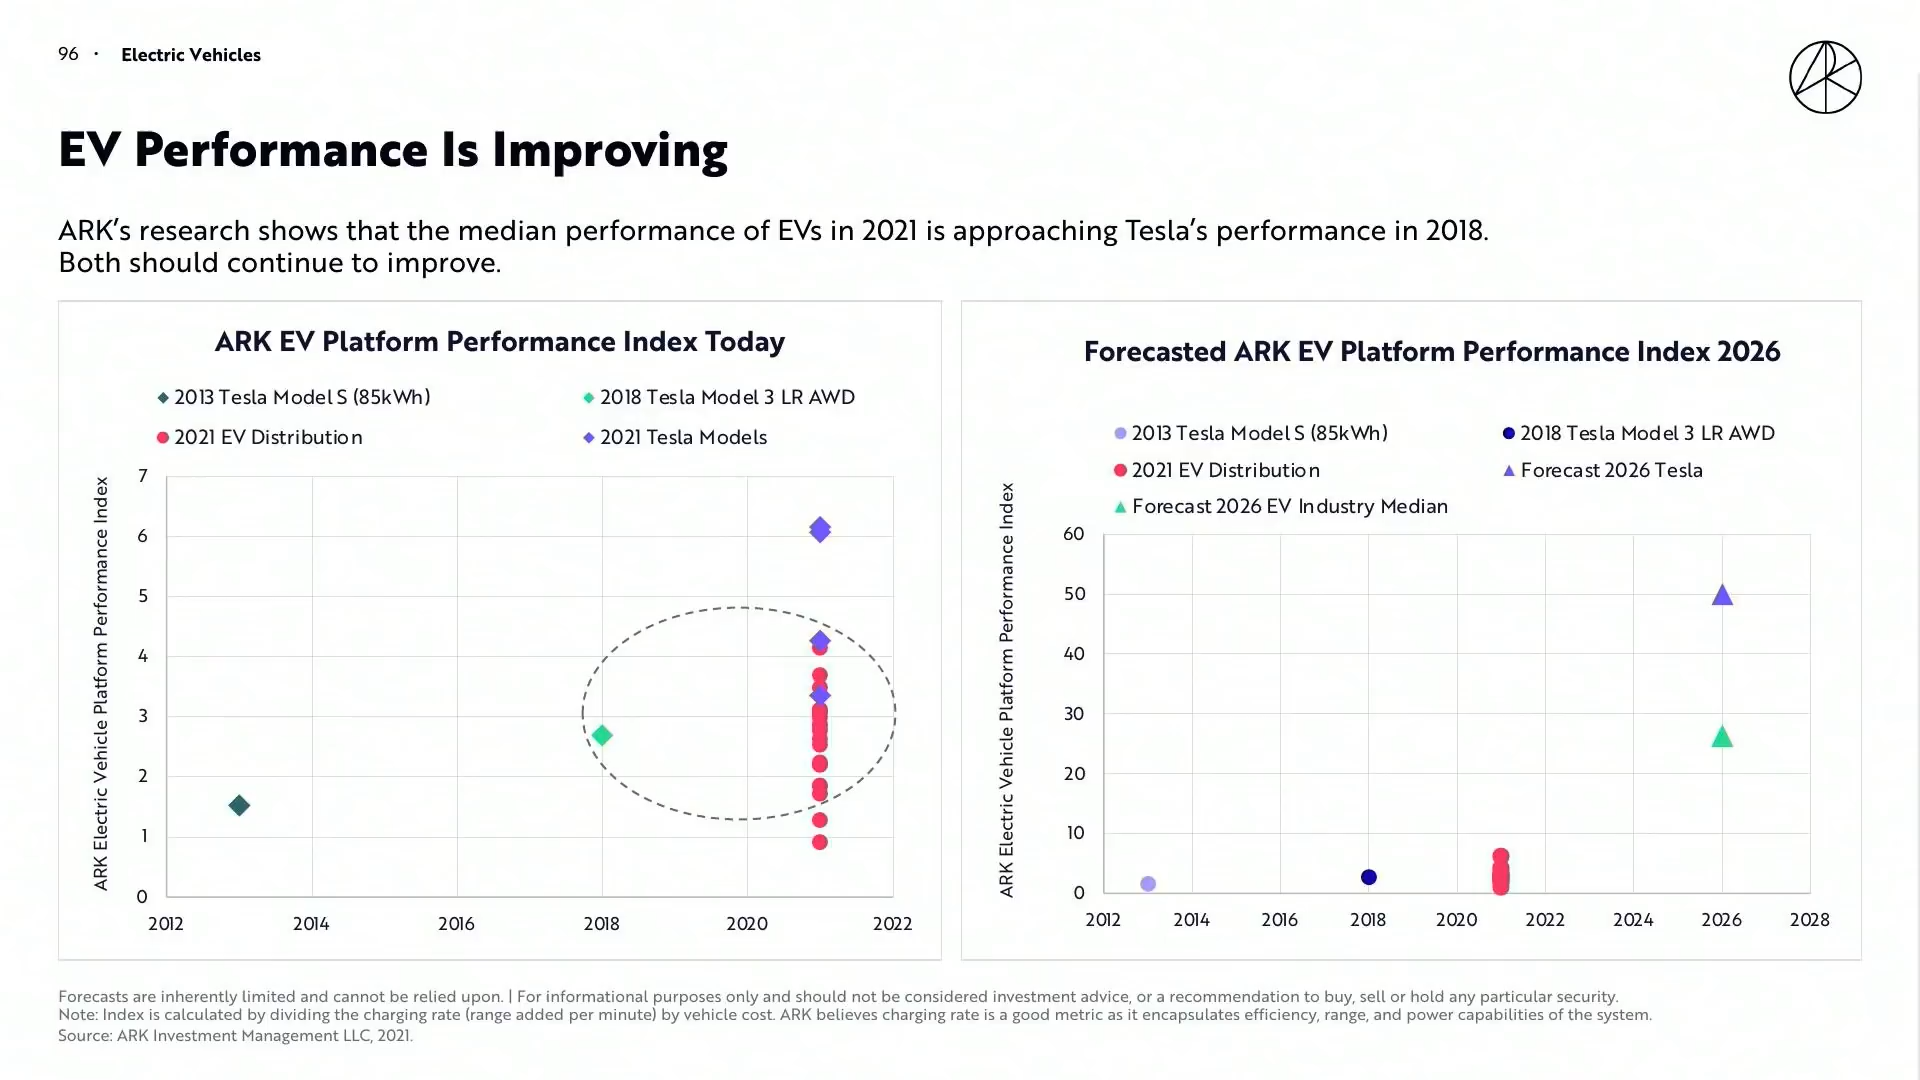 96 · Electric Vehicles
EV Performance Is Improving
ARK’s research shows that the median performance of EVs in 2021 is approaching Tesla’s performance in 2018.
Both should continue to improve.
ARK EV Platform Performance Index Today
2013 Tesla Model S (85kWh)
2018 Tesla Model 3 LR AWD
2021 EV Distribution
2021 Tesla Models
ARK Electric Vehicle Platform Performance Index
7
6
5
4
3
2
1
0
2012 2014 2016 2018 2020 2022
Forecasted ARK EV Platform Performance Index 2026
2013 Tesla Model S (85kWh)
2018 Tesla Model 3 LR AWD
2021 EV Distribution
Forecast 2026 Tesla
Forecast 2026 EV Industry Median
ARK Electric Vehicle Platform Performance Index
60
50
40
30
20
10
0
2012 2014 2016 2018 2020 2022 2024 2026 2028
Forecasts are inherently limited and cannot be relied upon. | For informational purposes only and should not be considered investment advice, or a recommendation to buy, sell or hold any particular security.
Note: Index is calculated by dividing the charging rate (range added per minute) by vehicle cost. ARK believes charging rate is a good metric as it encapsulates efficiency, range, and power capabilities of the system.
Source: ARK Investment Management LLC, 2021.